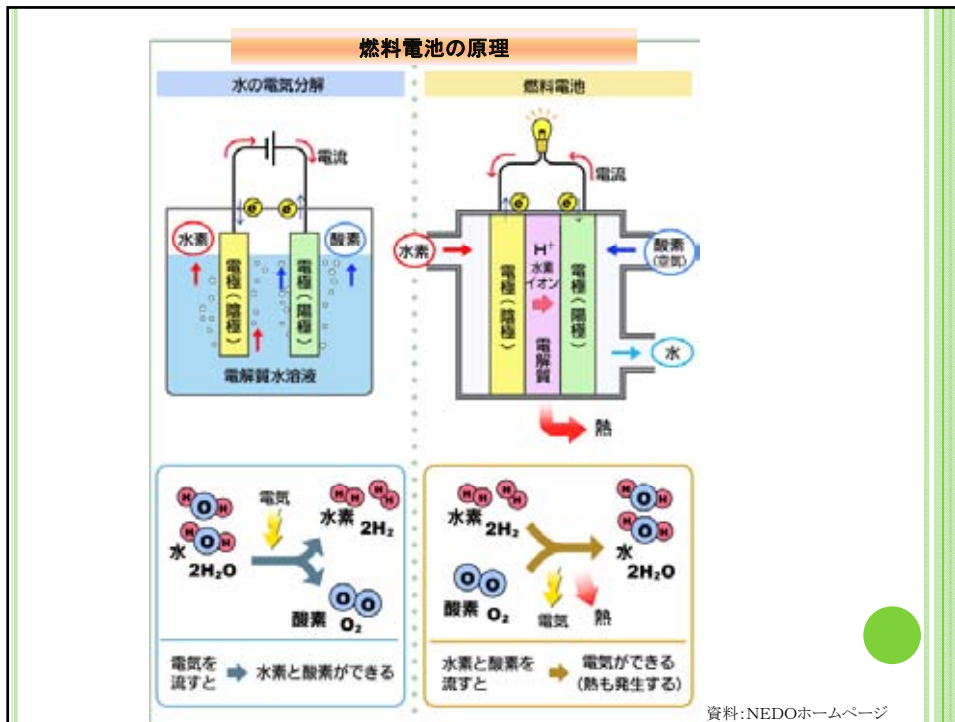 燃料電池の原理
水の電気分解
電流
e⁻ e⁻
水素
酸素
電極(陰極)
電極(陽極)
電解質水溶液
電気
水
2H₂O
H H O
H H O
水素
2H₂
H H H H
酸素
O₂
O O
電気を
流すと
水素と酸素ができる
燃料電池
電流
e⁻ e⁻
水素
酸素
(空気)
電極(陰極)
H⁺
水素
イオン
電解質
電極(陽極)
水
熱
H H H H
水素
2H₂
O O
酸素
O₂
電気
熱
H O H
H O H
水
2H₂O
水素と酸素を
流すと
電気ができる
(熱も発生する)
資料:NEDOホームページ